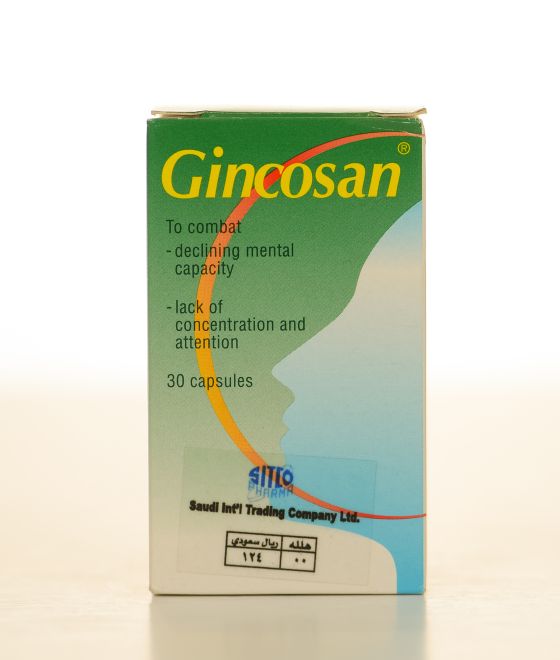 Gincosan®
To combat
- declining mental
capacity
- lack of
concentration and
attention
30 capsules
SITCO
PHARMA
Saudi Int'l Trading Company Ltd.
هللة ريال سعودي
٠٠ ١٢٤